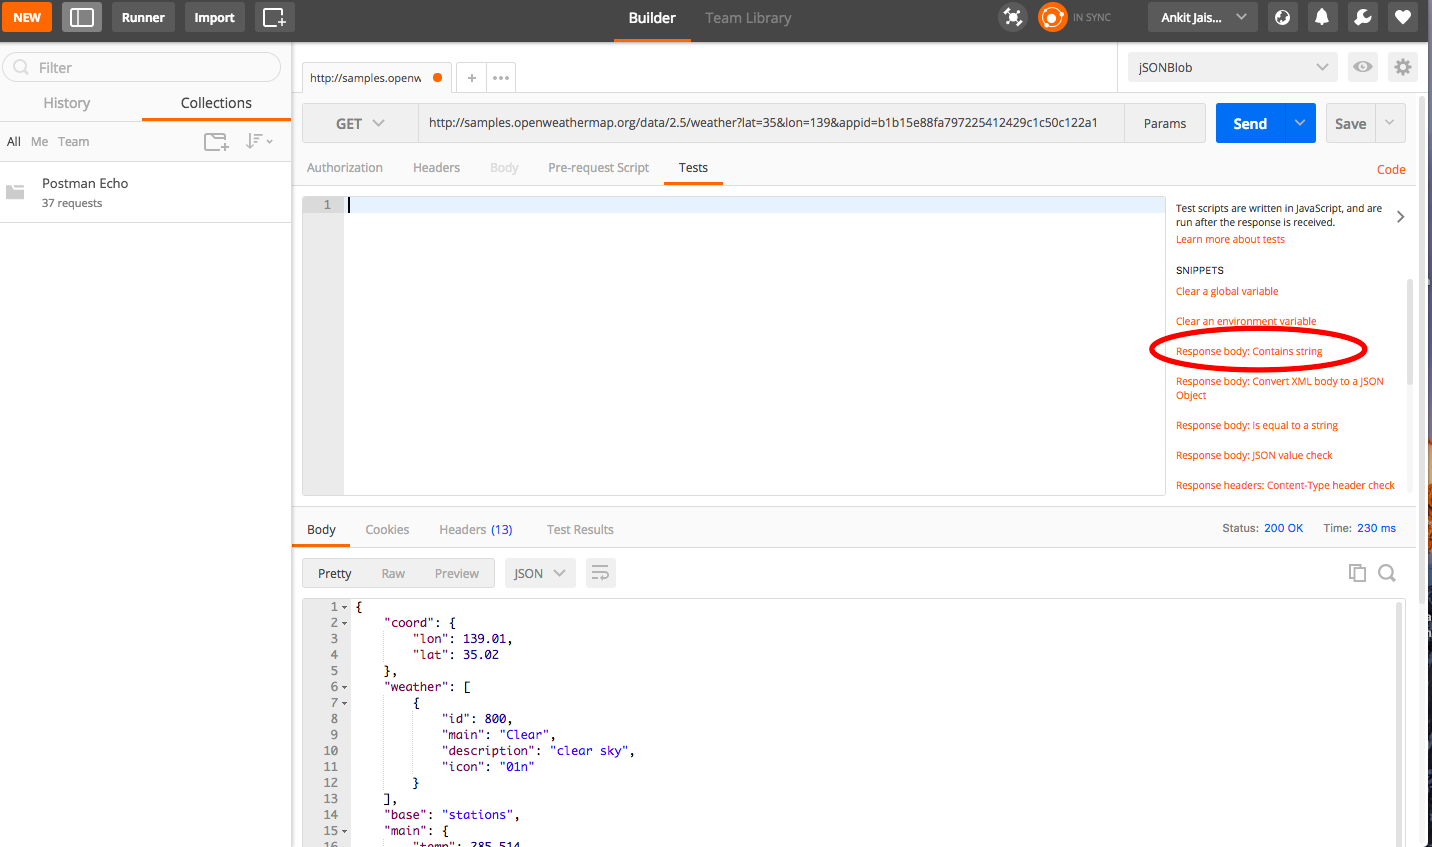 NEW
Runner
Import
Builder
Team Library
IN SYNC
Ankit Jais...
Filter
History
Collections
All Me Team
Postman Echo
37 requests
http://samples.openw
+
•••
jSONBlob
GET
http://samples.openweathermap.org/data/2.5/weather?lat=35&lon=139&appid=b1b15e88fa797225412429c1c50c122a1
Params
Send
Save
Authorization
Headers
Body
Pre-request Script
Tests
Code
1
Test scripts are written in JavaScript, and are
run after the response is received.
Learn more about tests
SNIPPETS
Clear a global variable
Clear an environment variable
Response body: Contains string
Response body: Convert XML body to a JSON
Object
Response body: Is equal to a string
Response body: JSON value check
Response headers: Content-Type header check
Body
Cookies
Headers (13)
Test Results
Status: 200 OK
Time: 230 ms
Pretty
Raw
Preview
JSON
1 {
2 "coord": {
3 "lon": 139.01,
4 "lat": 35.02
5 },
6 "weather": [
7 {
8 "id": 800,
9 "main": "Clear",
10 "description": "clear sky",
11 "icon": "01n"
12 }
13 ],
14 "base": "stations",
15 "main": {
16 "temp": 285.514